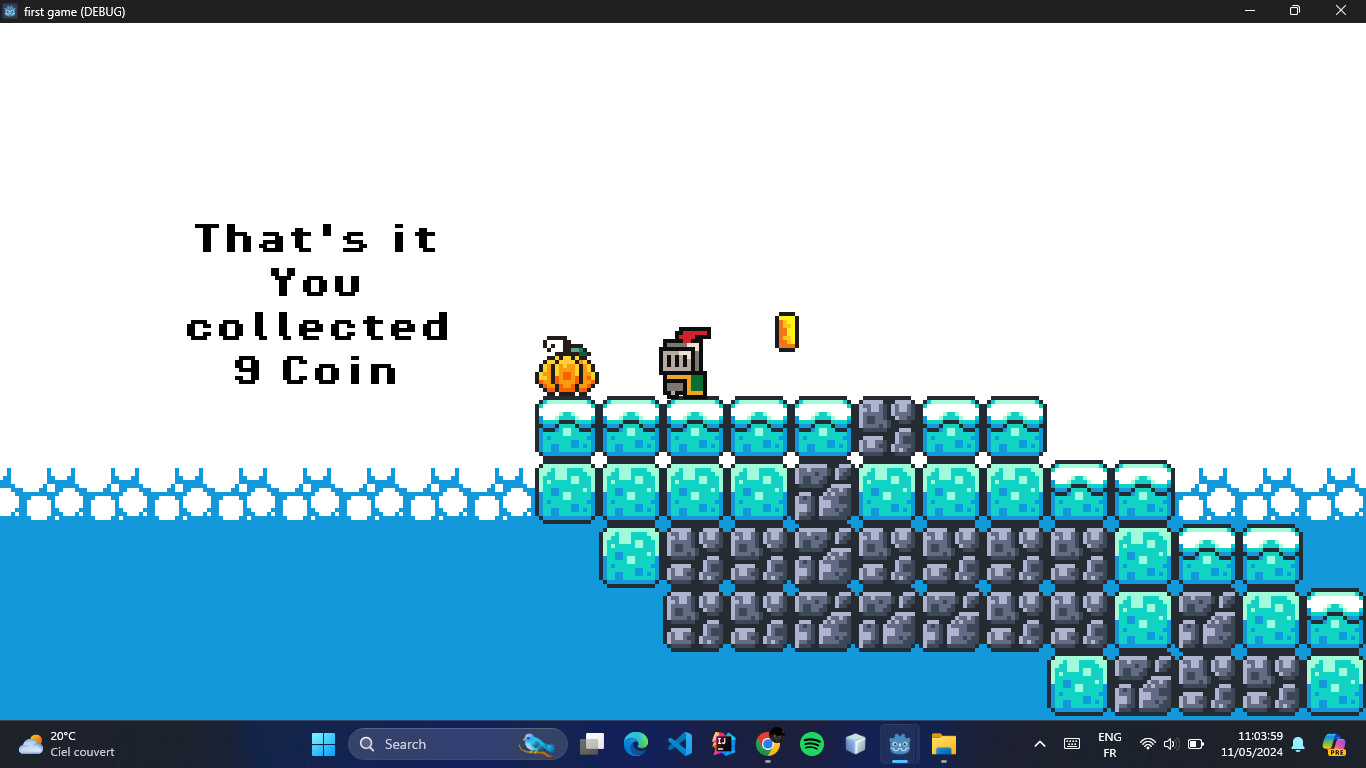 first game (DEBUG)
That's it
You
collected
9 Coin
20°C
Ciel couvert
Search
ENG
FR
11:03:59
11/05/2024
PRE